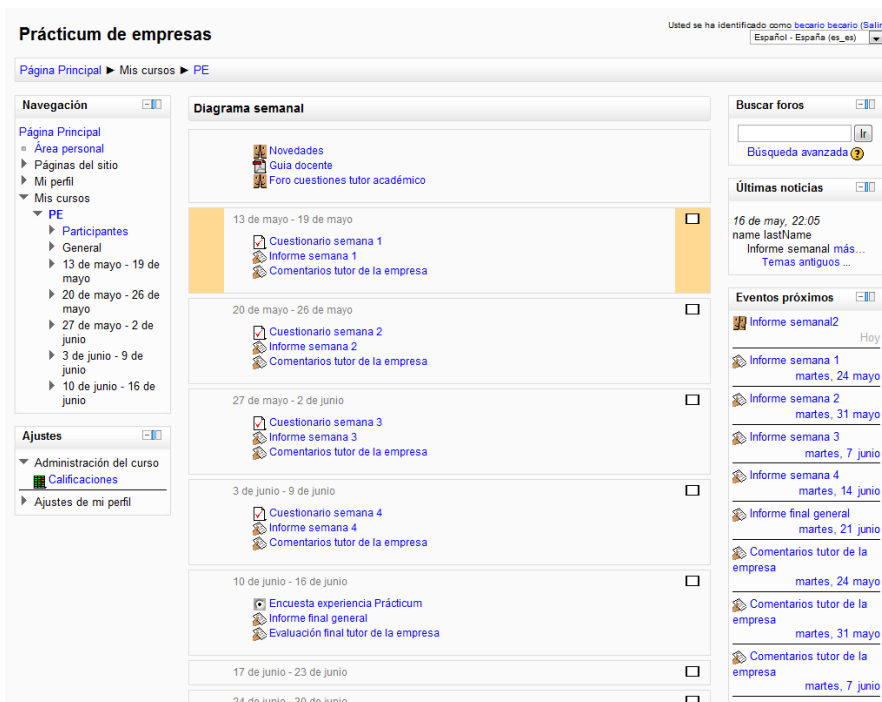 Prácticum de empresas
Usted se ha identificado como becario becario (Salir
Español - España (es_es)
Página Principal ► Mis cursos ► PE
Navegación
Página Principal
Área personal
Páginas del sitio
Mi perfil
Mis cursos
PE
Participantes
General
13 de mayo - 19 de
mayo
20 de mayo - 26 de
mayo
27 de mayo - 2 de
junio
3 de junio - 9 de
junio
10 de junio - 16 de
junio
Ajustes
Administración del curso
Calificaciones
Ajustes de mi perfil
Diagrama semanal
Novedades
Guia docente
Foro cuestiones tutor académico
13 de mayo - 19 de mayo
Cuestionario semana 1
Informe semana 1
Comentarios tutor de la empresa
20 de mayo - 26 de mayo
Cuestionario semana 2
Informe semana 2
Comentarios tutor de la empresa
27 de mayo - 2 de junio
Cuestionario semana 3
Informe semana 3
Comentarios tutor de la empresa
3 de junio - 9 de junio
Cuestionario semana 4
Informe semana 4
Comentarios tutor de la empresa
10 de junio - 16 de junio
Encuesta experiencia Prácticum
Informe final general
Evaluación final tutor de la empresa
17 de junio - 23 de junio
24 de junio - 30 de junio
Buscar foros
Ir
Búsqueda avanzada ?
Últimas noticias
16 de may, 22:05
name lastName
Informe semanal más...
Temas antiguos ...
Eventos próximos
Informe semanal2
Hoy
Informe semana 1
martes, 24 mayo
Informe semana 2
martes, 31 mayo
Informe semana 3
martes, 7 junio
Informe semana 4
martes, 14 junio
Informe final general
martes, 21 junio
Comentarios tutor de la
empresa
martes, 24 mayo
Comentarios tutor de la
empresa
martes, 31 mayo
Comentarios tutor de la
empresa
martes, 7 junio